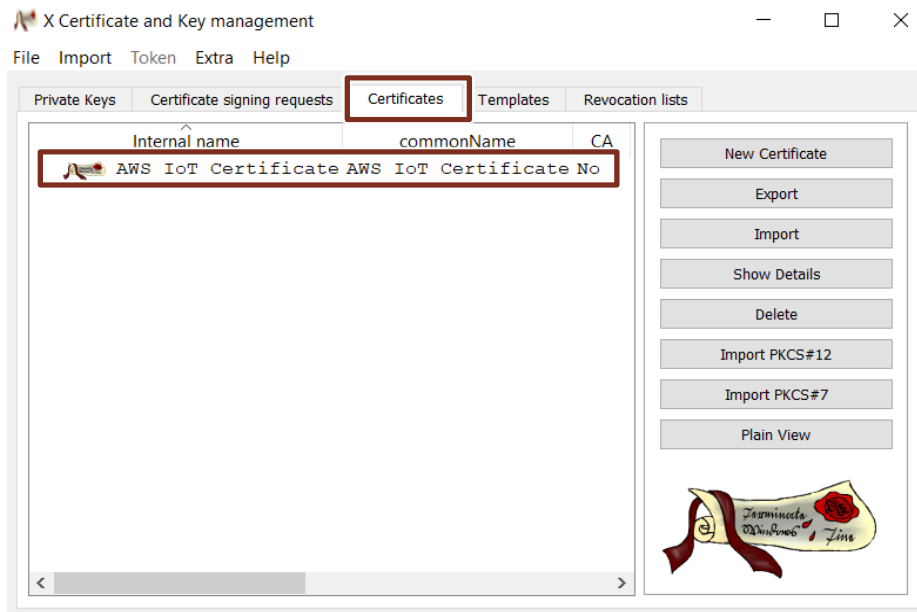 X Certificate and Key management
File Import Token Extra Help
Private Keys Certificate signing requests Certificates Templates Revocation lists
Internal name commonName CA
AWS IoT Certificate AWS IoT Certificate No
New Certificate
Export
Import
Show Details
Delete
Import PKCS#12
Import PKCS#7
Plain View